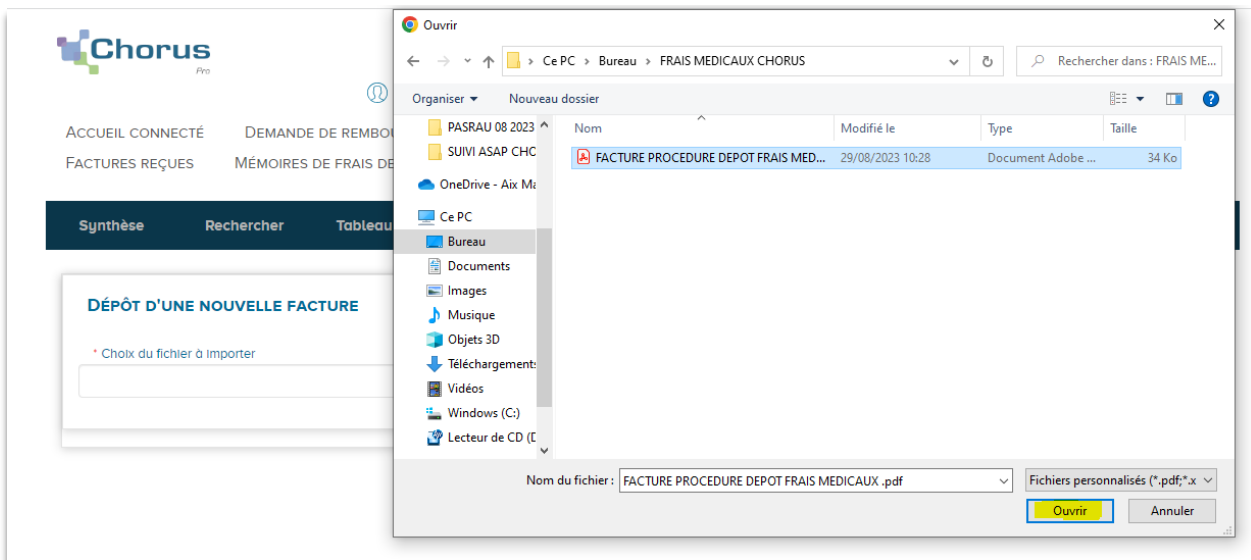 Chorus
Pro
ACCUEIL CONNECTÉ DEMANDE DE REMBOU
FACTURES REÇUES MÉMOIRES DE FRAIS DE
Synthèse Rechercher Tableau
DÉPÔT D'UNE NOUVELLE FACTURE
* Choix du fichier à importer
Ouvrir
Ce PC > Bureau > FRAIS MEDICAUX CHORUS
Rechercher dans : FRAIS ME...
Organiser Nouveau dossier
PASRAU 08 2023
SUIVI ASAP CHC
OneDrive - Aix Ma
Ce PC
Bureau
Documents
Images
Musique
Objets 3D
Téléchargements
Vidéos
Windows (C:)
Lecteur de CD (D
Nom Modifié le Type Taille
FACTURE PROCEDURE DEPOT FRAIS MED... 29/08/2023 10:28 Document Adobe ... 34 Ko
Nom du fichier : FACTURE PROCEDURE DEPOT FRAIS MEDICAUX .pdf
Fichiers personnalisés (*.pdf;*.x
Ouvrir Annuler